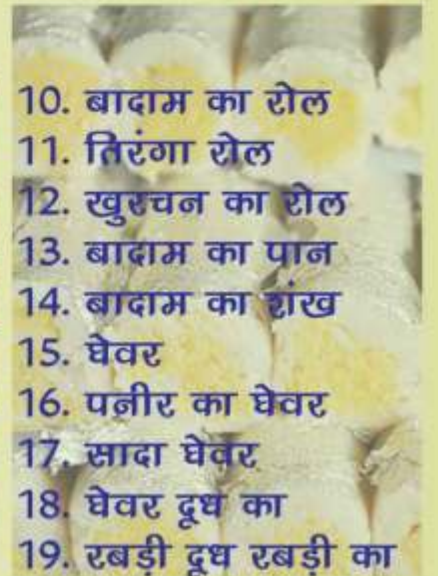 10. बादाम का रोल
11. तिरंगा रोल
12. खुरचन का रोल
13. बादाम का पान
14. बादाम का शंख
15. घेवर
16. पनीर का घेवर
17. सादा घेवर
18. घेवर दूध का
19. रबड़ी दूध रबड़ी का